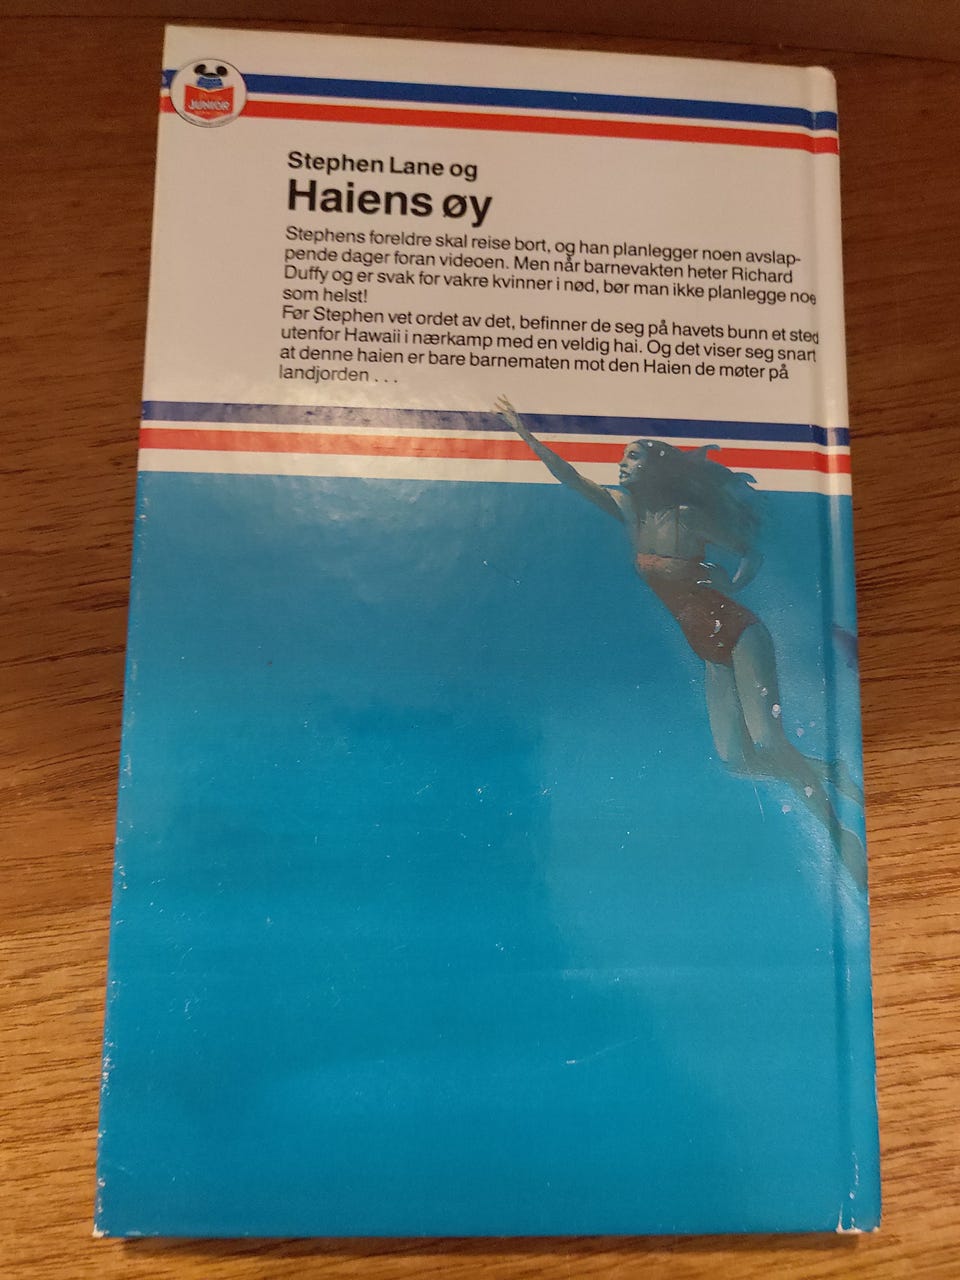 JUNIOR
Stephen Lane og
Haiens øy
Stephens foreldre skal reise bort, og han planlegger noen avslap-
pende dager foran videoen. Men når barnevakten heter Richard
Duffy og er svak for vakre kvinner i nød, bør man ikke planlegge noe
som helst!
Før Stephen vet ordet av det, befinner de seg på havets bunn et sted
utenfor Hawaii i nærkamp med en veldig hai. Og det viser seg snart
at denne haien er bare barnematen mot den Haien de møter på
landjorden . . .